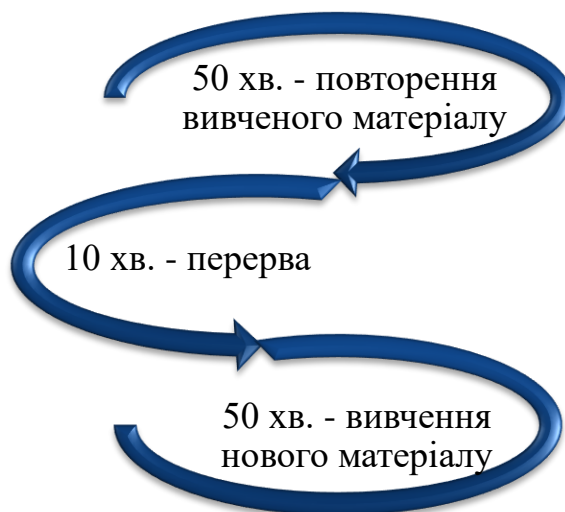 50 хв. - повторення
вивченого матеріалу
10 хв. - перерва
50 хв. - вивчення
нового матеріалу